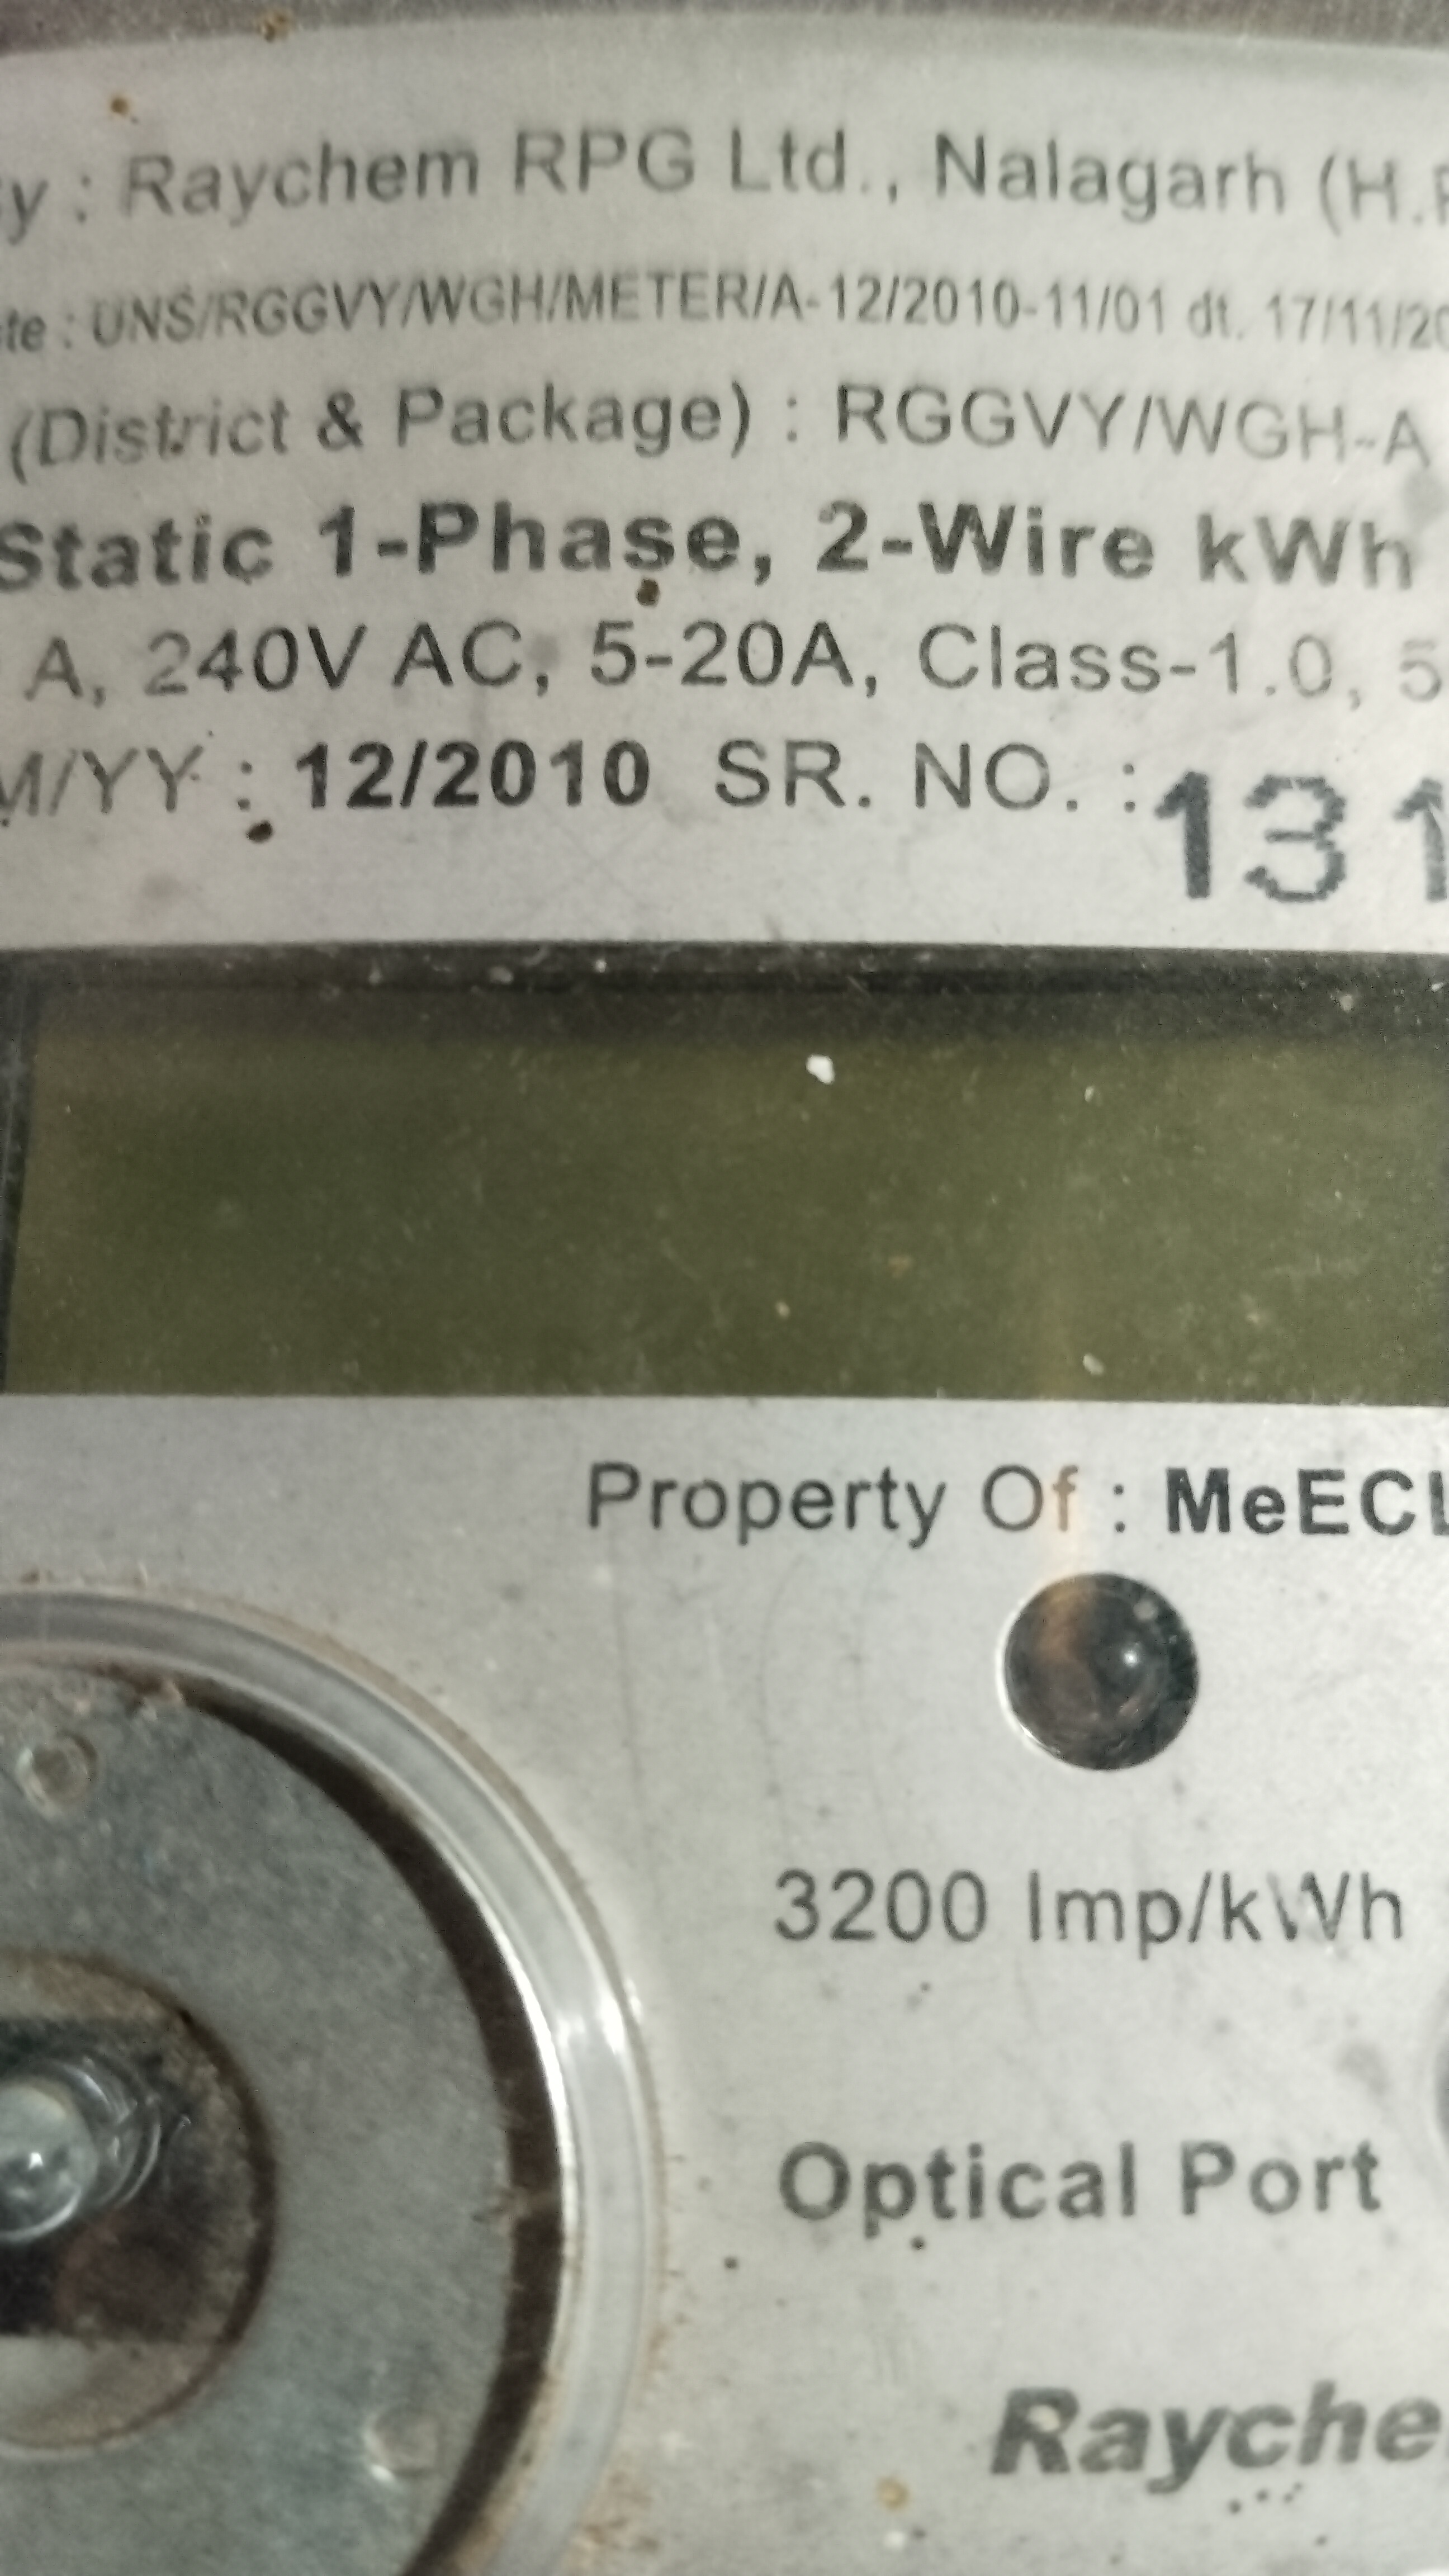 y : Raychem RPG Ltd., Nalagarh (H.P
te : UNS/RGGVY/WGH/METER/A-12/2010-11/01 dt. 17/11/20
(District & Package) : RGGVY/WGH-A
Static 1-Phase, 2-Wire kWh
A, 240V AC, 5-20A, Class-1.0, 5
M/YY : 12/2010 SR. NO. : 131
Property Of : MeECL
3200 Imp/kWh
Optical Port
Rayche